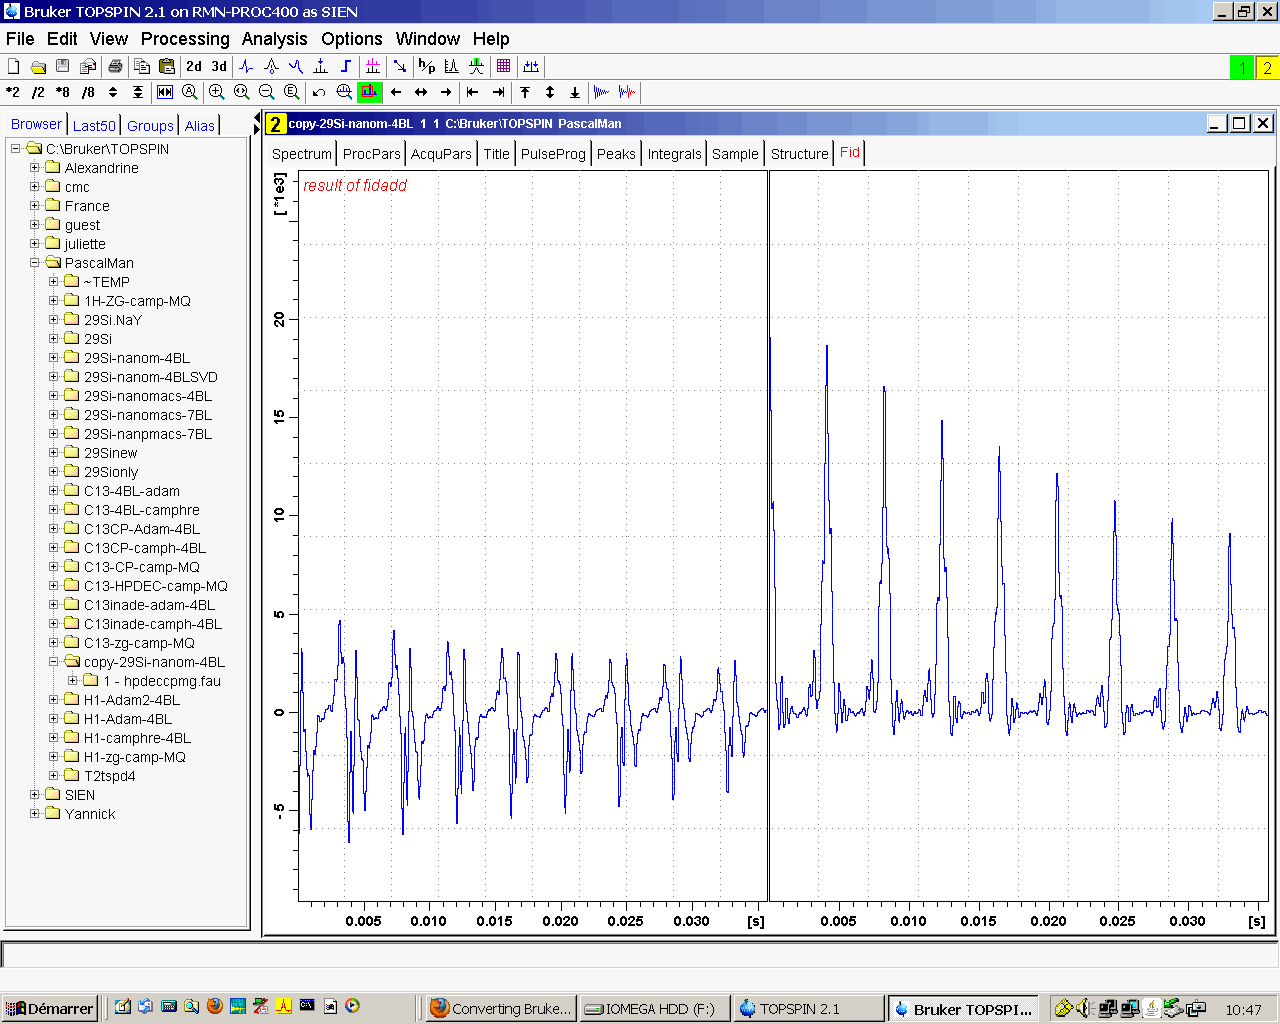 Bruker TOPSPIN 2.1 on RMN-PROC400 as SIEN
File Edit View Processing Analysis Options Window Help
2d 3d h/p 1 2
*2 /2 *8 /8
Browser Last50 Groups Alias
2 copy-29Si-nanom-4BL 1 1 C:\Bruker\TOPSPIN PascalMan
Spectrum ProcPars AcquPars Title PulseProg Peaks Integrals Sample Structure Fid
C:\Bruker\TOPSPIN
Alexandrine
cmc
France
guest
juliette
PascalMan
~TEMP
1H-ZG-camp-MQ
29Si.NaY
29Si
29Si-nanom-4BL
29Si-nanom-4BLSVD
29Si-nanomacs-4BL
29Si-nanomacs-7BL
29Si-nanpmacs-7BL
29Sinew
29Sionly
C13-4BL-adam
C13-4BL-camphre
C13CP-Adam-4BL
C13CP-camph-4BL
C13-CP-camp-MQ
C13-HPDEC-camp-MQ
C13inade-adam-4BL
C13inade-camph-4BL
C13-zg-camp-MQ
copy-29Si-nanom-4BL
1 - hpdeccpmg.fau
H1-Adam2-4BL
H1-Adam-4BL
H1-camphre-4BL
H1-zg-camp-MQ
T2tspd4
SIEN
Yannick
result of fidadd
[ *1e3]
20
15
10
5
0
-5
0.005 0.010 0.015 0.020 0.025 0.030 [s]
0.005 0.010 0.015 0.020 0.025 0.030 [s]
Démarrer Converting Bruke... IOMEGA HDD (F:) TOPSPIN 2.1 Bruker TOPSPI... 10:47